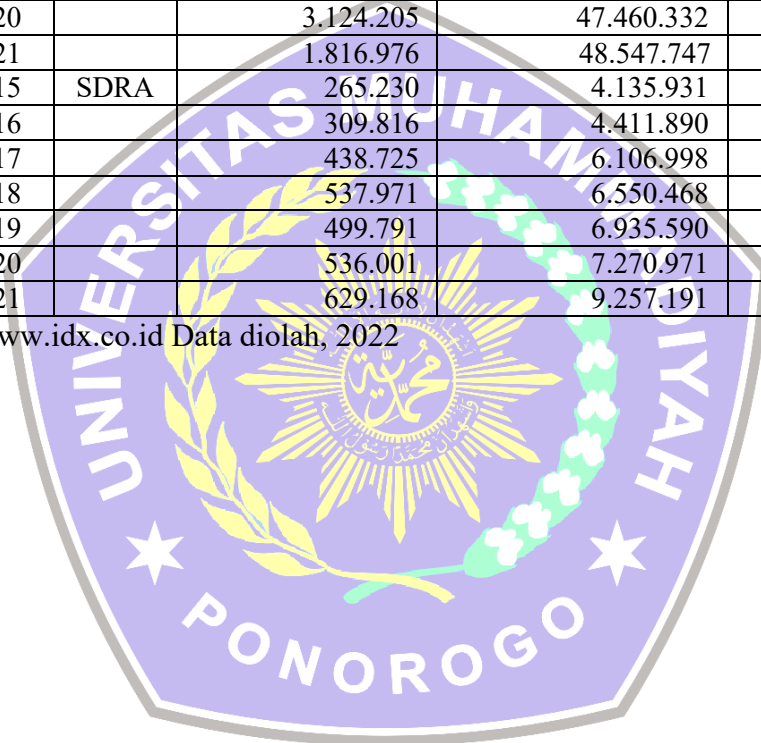 20 3.124.205 47.460.332
21 1.816.976 48.547.747
15 SDRA 265.230 4.135.931
16 309.816 4.411.890
17 438.725 6.106.998
18 537.971 6.550.468
19 499.791 6.935.590
20 536.001 7.270.971
21 629.168 9.257.191
ww.idx.co.id Data diolah, 2022
UNIVERSITAS MUHAMMADIYAH
محمدية
PONOROGO